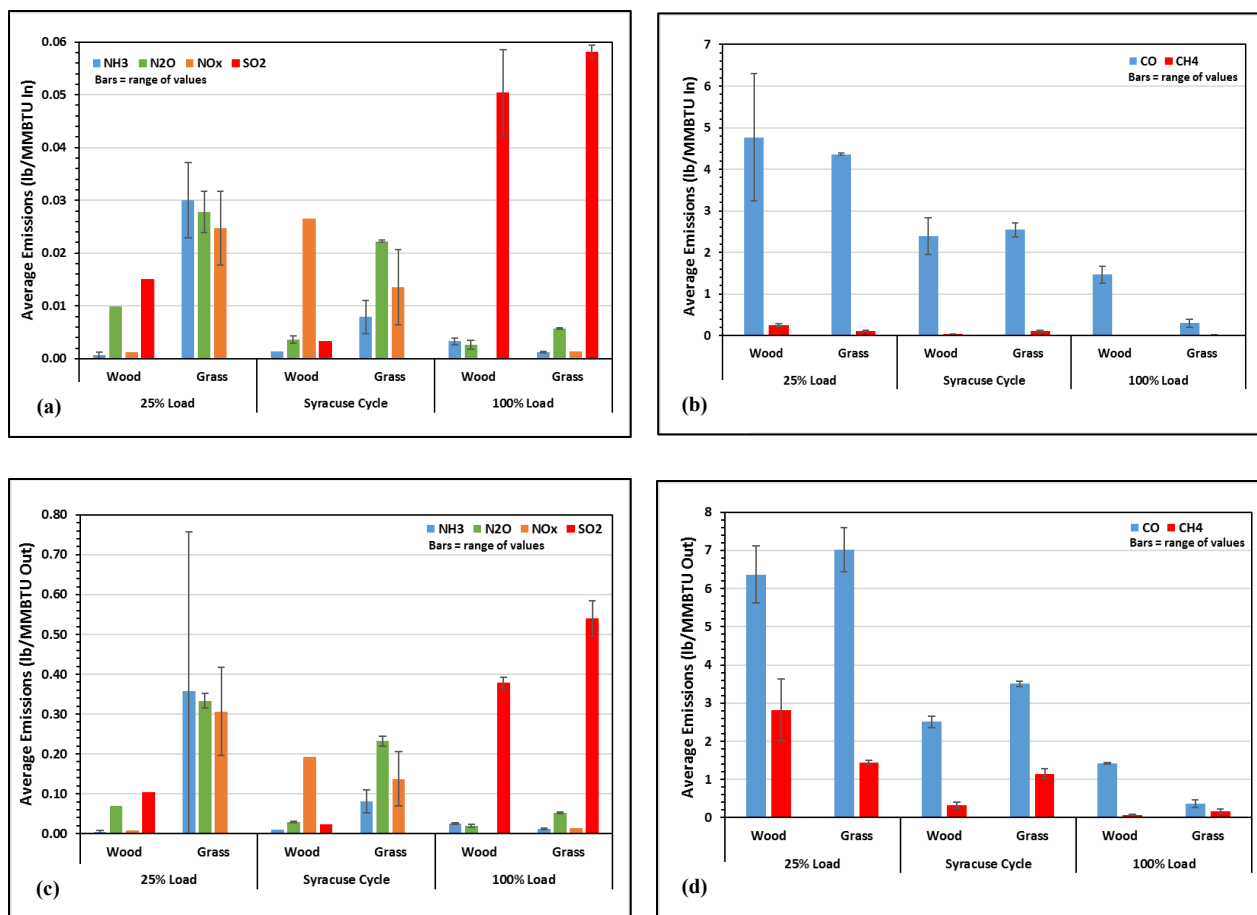 Average Emissions (lb/MMBTU In)
0.06
0.05
0.04
0.03
0.02
0.01
0.00
NH3 N2O NOx SO2
Bars = range of values
Wood Grass Wood Grass Wood Grass
25% Load Syracuse Cycle 100% Load
(a)
Average Emissions (lb/MMBTU In)
7
6
5
4
3
2
1
0
CO CH4
Bars = range of values
Wood Grass Wood Grass Wood Grass
25% Load Syracuse Cycle 100% Load
(b)
Average Emissions (lb/MMBTU Out)
0.80
0.70
0.60
0.50
0.40
0.30
0.20
0.10
0.00
NH3 N2O NOx SO2
Bars = range of values
Wood Grass Wood Grass Wood Grass
25% Load Syracuse Cycle 100% Load
(c)
Average Emissions (lb/MMBTU Out)
8
7
6
5
4
3
2
1
0
CO CH4
Bars = range of values
Wood Grass Wood Grass Wood Grass
25% Load Syracuse Cycle 100% Load
(d)